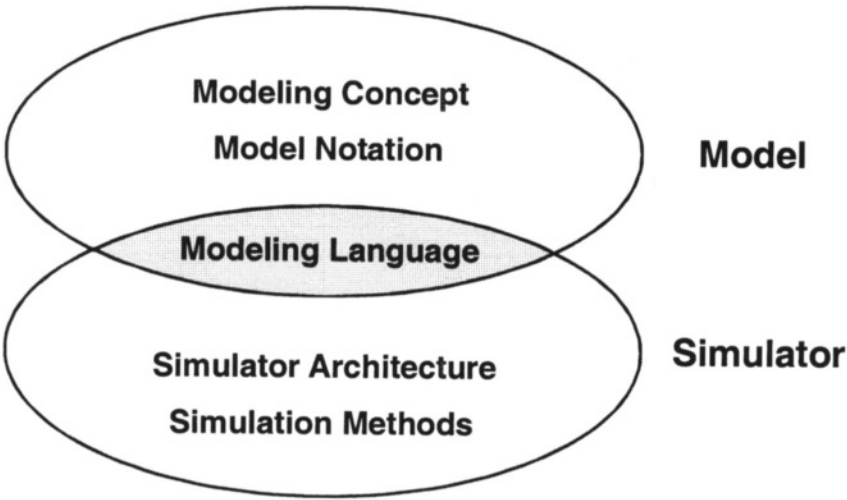 Modeling Concept
Model Notation
Model
Modeling Language
Simulator Architecture
Simulator
Simulation Methods